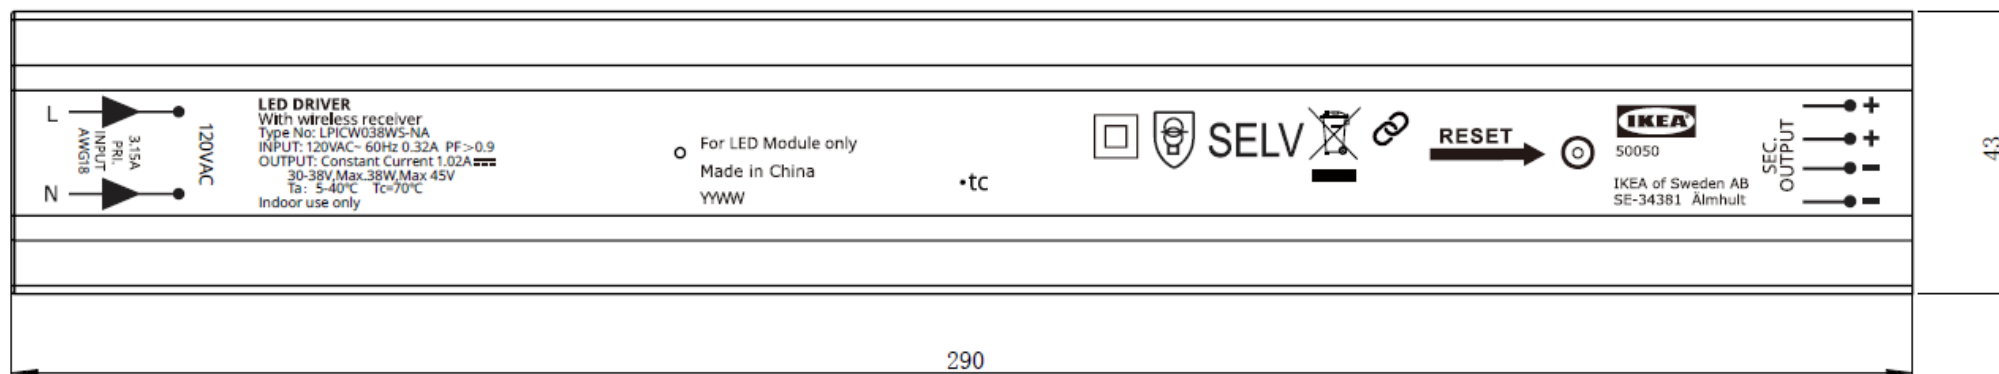 L
N
3.15A
PRI.
INPUT
AWG18
120VAC
LED DRIVER
With wireless receiver
Type No: LPICW038WS-NA
INPUT: 120VAC~ 60Hz 0.32A PF>0.9
OUTPUT: Constant Current 1.02A
30-38V,Max.38W,Max 45V
Ta: 5-40℃ Tc=70℃
Indoor use only
For LED Module only
Made in China
YYWW
•tc
SELV
RESET
IKEA
50050
IKEA of Sweden AB
SE-34381 Älmhult
SEC.
OUTPUT
+
+
-
-
43
290